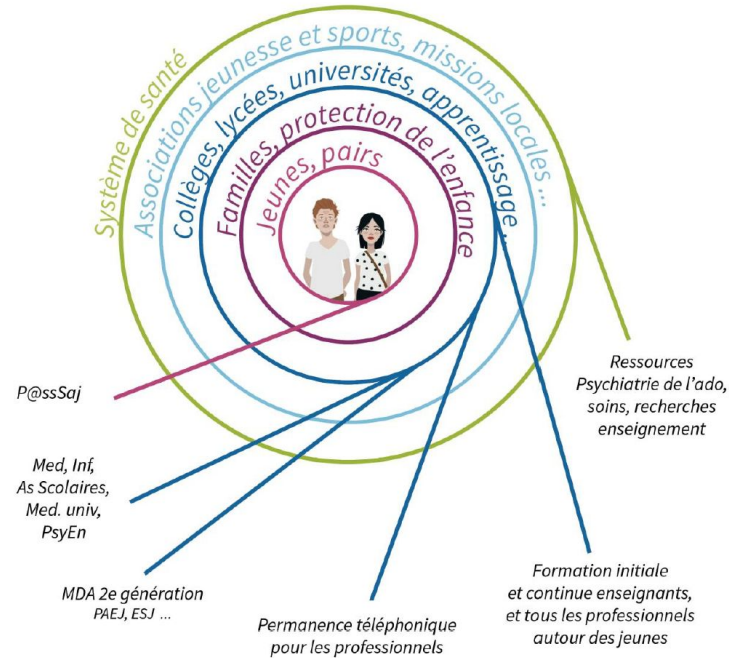 Système de santé
Associations jeunesse et sports, missions locales ...
Collèges, lycées, universités, apprentissage...
Familles, protection de l'enfance
Jeunes, pairs
P@ssSaj
Ressources
Psychiatrie de l'ado,
soins, recherches
enseignement
Med, Inf,
As Scolaires,
Med. univ,
PsyEn
MDA 2e génération
PAEJ, ESJ ...
Permanence téléphonique
pour les professionnels
Formation initiale
et continue enseignants,
et tous les professionnels
autour des jeunes